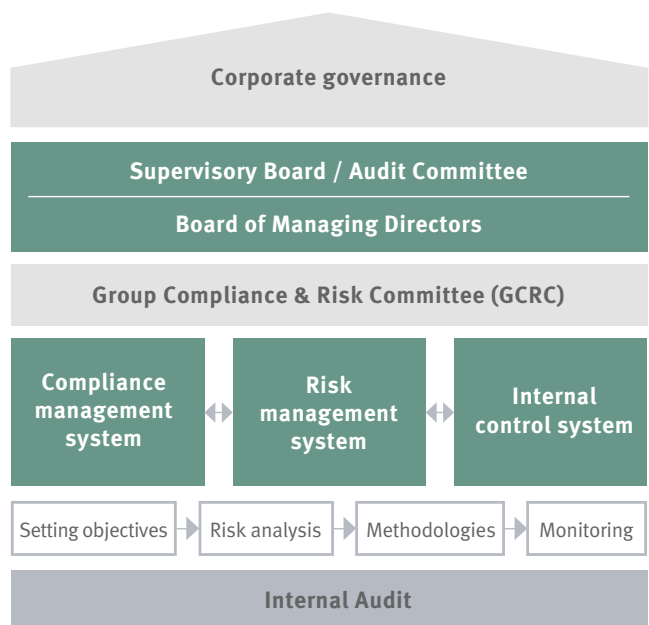 Corporate governance
Supervisory Board / Audit Committee
Board of Managing Directors
Group Compliance & Risk Committee (GCRC)
Compliance
management
system
Risk
management
system
Internal
control system
Setting objectives
Risk analysis
Methodologies
Monitoring
Internal Audit